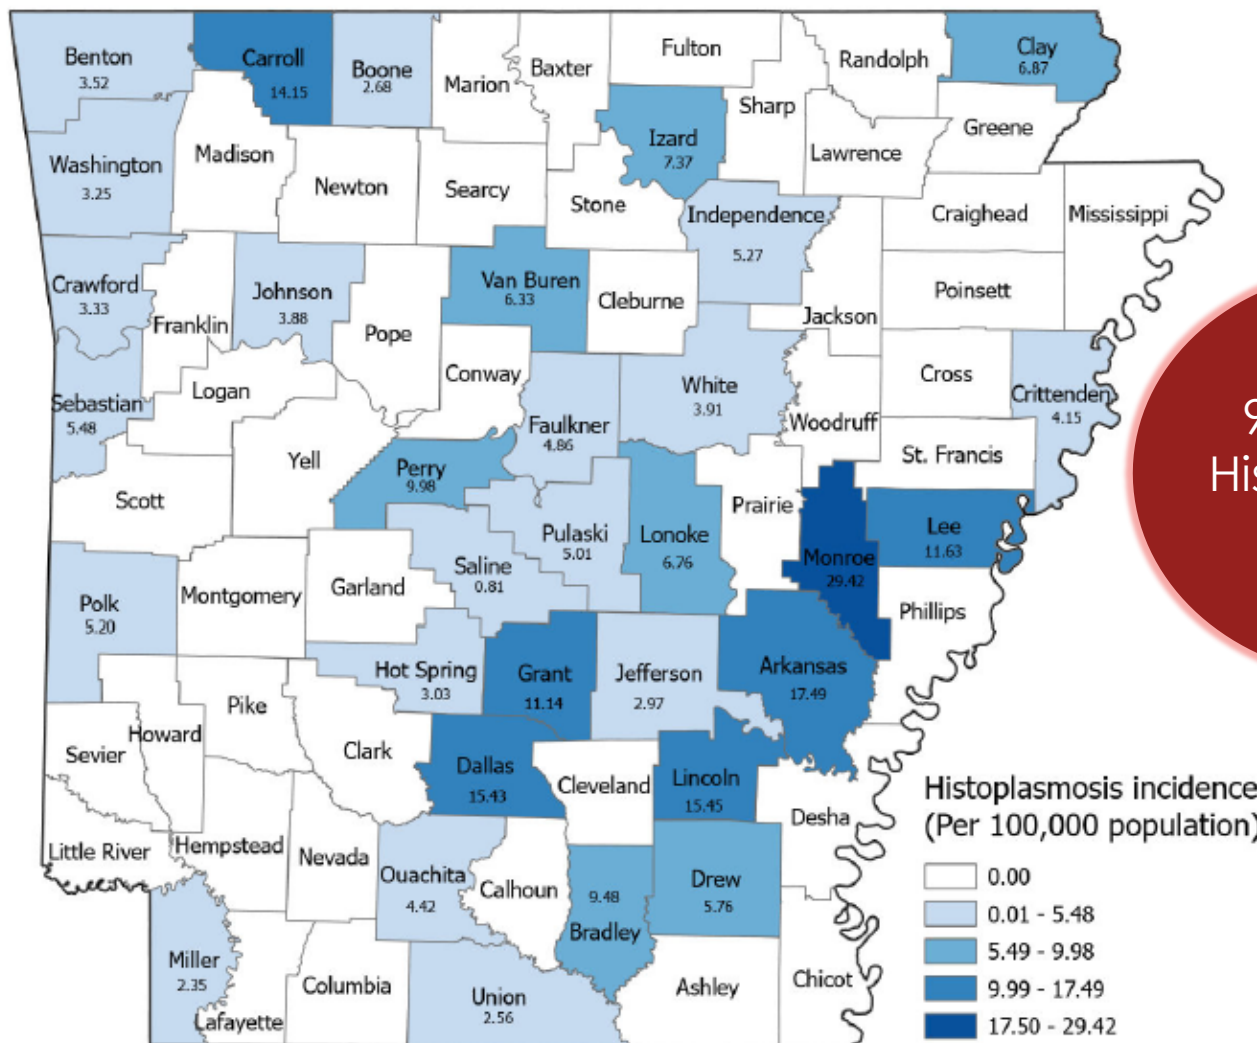 Benton
3.52
Carroll
14.15
Boone
2.68
Marion
Baxter
Fulton
Randolph
Clay
6.87
Sharp
Izard
7.37
Greene
Lawrence
Washington
3.25
Madison
Newton
Searcy
Stone
Independence
5.27
Craighead
Mississippi
Crawford
3.33
Franklin
Johnson
3.88
Pope
Van Buren
6.33
Cleburne
Jackson
Poinsett
Sebastian
5.48
Logan
Conway
Faulkner
4.86
White
3.91
Woodruff
Cross
Crittenden
4.15
Yell
Perry
9.98
St. Francis
Scott
Pulaski
5.01
Lonoke
6.76
Prairie
Monroe
29.42
Lee
11.63
Polk
5.20
Montgomery
Garland
Saline
0.81
Phillips
Hot Spring
3.03
Grant
11.14
Jefferson
2.97
Arkansas
17.49
Sevier
Howard
Pike
Clark
Dallas
15.43
Cleveland
Lincoln
15.45
Desha
Little River
Hempstead
Nevada
Ouachita
4.42
Calhoun
9.48
Bradley
Drew
5.76
Miller
2.35
Lafayette
Columbia
Union
2.56
Ashley
Chicot
Histoplasmosis incidence
(Per 100,000 population)
0.00
0.01 - 5.48
5.49 - 9.98
9.99 - 17.49
17.50 - 29.42
His